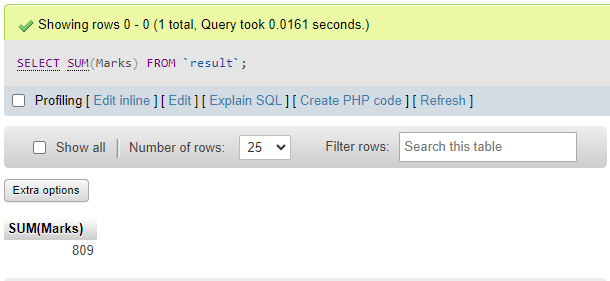 Showing rows 0 - 0 (1 total, Query took 0.0161 seconds.)
SELECT SUM(Marks) FROM `result`;
Profiling [ Edit inline ] [ Edit ] [ Explain SQL ] [ Create PHP code ] [ Refresh ]
Show all Number of rows: 25 Filter rows: Search this table
Extra options
SUM(Marks)
809